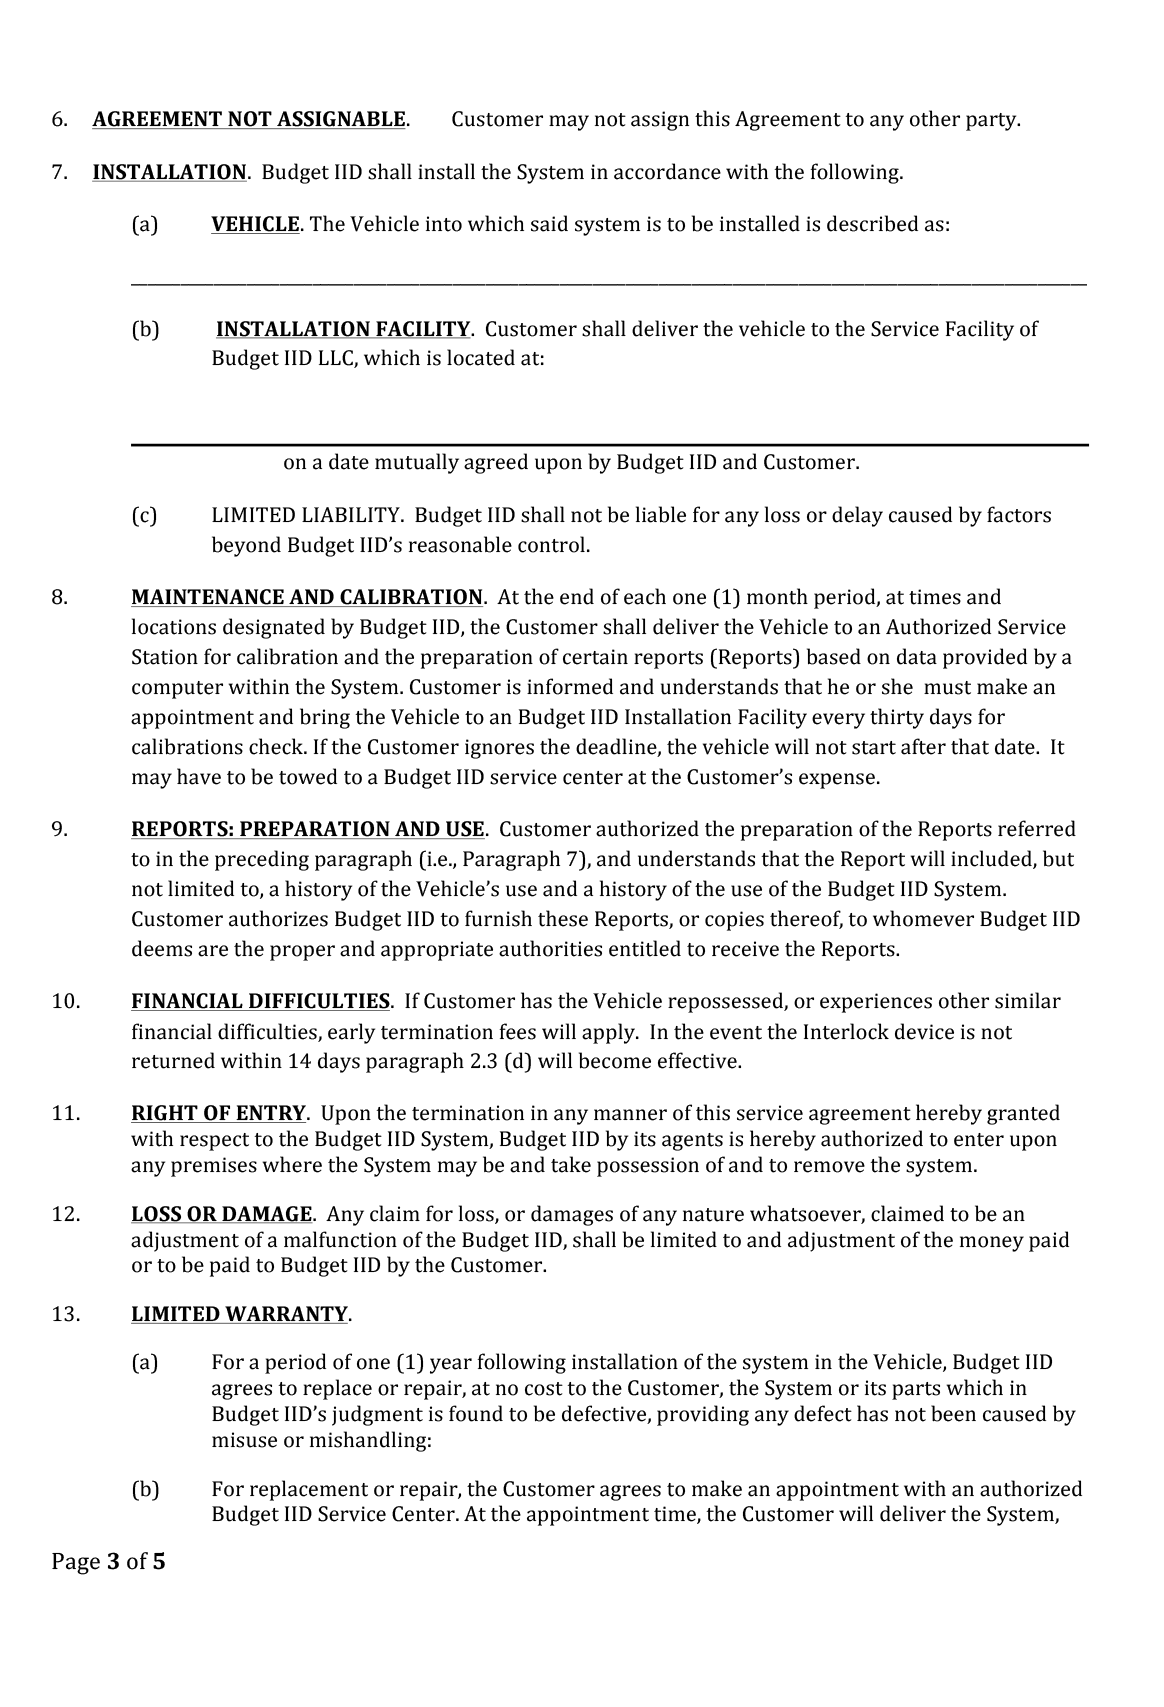 6. AGREEMENT NOT ASSIGNABLE. Customer may not assign this Agreement to any other party.
7. INSTALLATION. Budget IID shall install the System in accordance with the following.
(a) VEHICLE. The Vehicle into which said system is to be installed is described as:
(b) INSTALLATION FACILITY. Customer shall deliver the vehicle to the Service Facility of
Budget IID LLC, which is located at:
on a date mutually agreed upon by Budget IID and Customer.
(c) LIMITED LIABILITY. Budget IID shall not be liable for any loss or delay caused by factors
beyond Budget IID’s reasonable control.
8. MAINTENANCE AND CALIBRATION. At the end of each one (1) month period, at times and
locations designated by Budget IID, the Customer shall deliver the Vehicle to an Authorized Service
Station for calibration and the preparation of certain reports (Reports) based on data provided by a
computer within the System. Customer is informed and understands that he or she must make an
appointment and bring the Vehicle to an Budget IID Installation Facility every thirty days for
calibrations check. If the Customer ignores the deadline, the vehicle will not start after that date. It
may have to be towed to a Budget IID service center at the Customer’s expense.
9. REPORTS: PREPARATION AND USE. Customer authorized the preparation of the Reports referred
to in the preceding paragraph (i.e., Paragraph 7), and understands that the Report will included, but
not limited to, a history of the Vehicle’s use and a history of the use of the Budget IID System.
Customer authorizes Budget IID to furnish these Reports, or copies thereof, to whomever Budget IID
deems are the proper and appropriate authorities entitled to receive the Reports.
10. FINANCIAL DIFFICULTIES. If Customer has the Vehicle repossessed, or experiences other similar
financial difficulties, early termination fees will apply. In the event the Interlock device is not
returned within 14 days paragraph 2.3 (d) will become effective.
11. RIGHT OF ENTRY. Upon the termination in any manner of this service agreement hereby granted
with respect to the Budget IID System, Budget IID by its agents is hereby authorized to enter upon
any premises where the System may be and take possession of and to remove the system.
12. LOSS OR DAMAGE. Any claim for loss, or damages of any nature whatsoever, claimed to be an
adjustment of a malfunction of the Budget IID, shall be limited to and adjustment of the money paid
or to be paid to Budget IID by the Customer.
13. LIMITED WARRANTY.
(a) For a period of one (1) year following installation of the system in the Vehicle, Budget IID
agrees to replace or repair, at no cost to the Customer, the System or its parts which in
Budget IID’s judgment is found to be defective, providing any defect has not been caused by
misuse or mishandling:
(b) For replacement or repair, the Customer agrees to make an appointment with an authorized
Budget IID Service Center. At the appointment time, the Customer will deliver the System,
Page 3 of 5